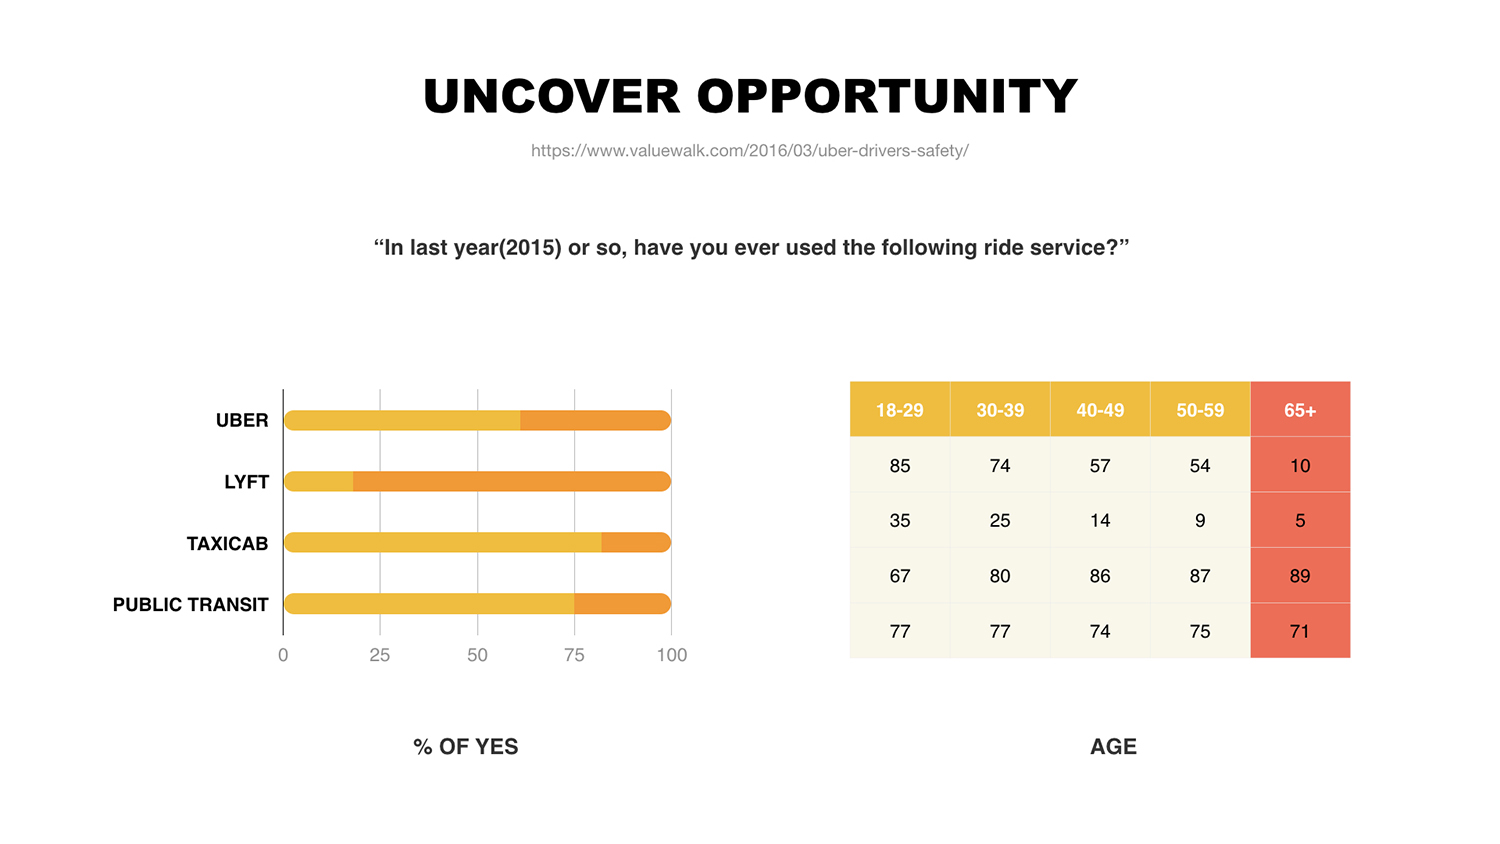 UNCOVER OPPORTUNITY
https://www.valuewalk.com/2016/03/uber-drivers-safety/
“In last year(2015) or so, have you ever used the following ride service?”
UBER
LYFT
TAXICAB
PUBLIC TRANSIT
0 25 50 75 100
% OF YES
18-29 30-39 40-49 50-59 65+
85 74 57 54 10
35 25 14 9 5
67 80 86 87 89
77 77 74 75 71
AGE